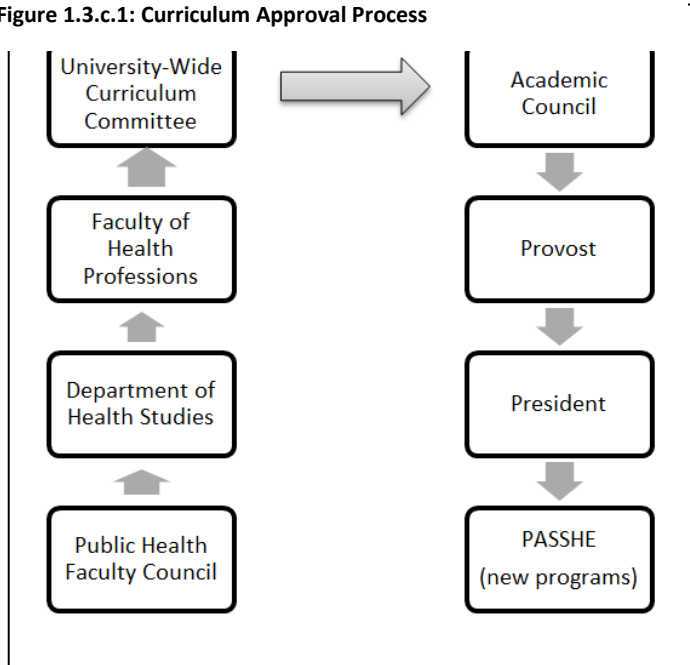 Figure 1.3.c.1: Curriculum Approval Process
University-Wide
Curriculum
Committee
Faculty of
Health
Professions
Department of
Health Studies
Public Health
Faculty Council
Academic
Council
Provost
President
PASSHE
(new programs)